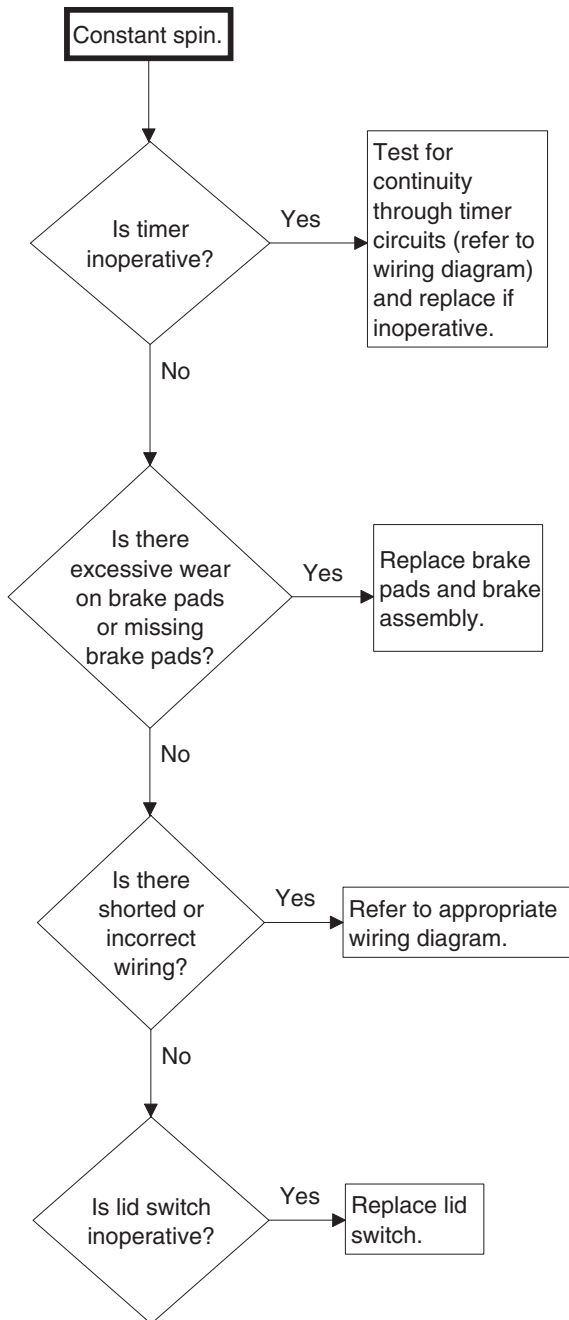 Constant spin.
Is timer
inoperative?
Yes
Test for
continuity
through timer
circuits (refer to
wiring diagram)
and replace if
inoperative.
No
Is there
excessive wear
on brake pads
or missing
brake pads?
Yes
Replace brake
pads and brake
assembly.
No
Is there
shorted or
incorrect
wiring?
Yes
Refer to appropriate
wiring diagram.
No
Is lid switch
inoperative?
Yes
Replace lid
switch.